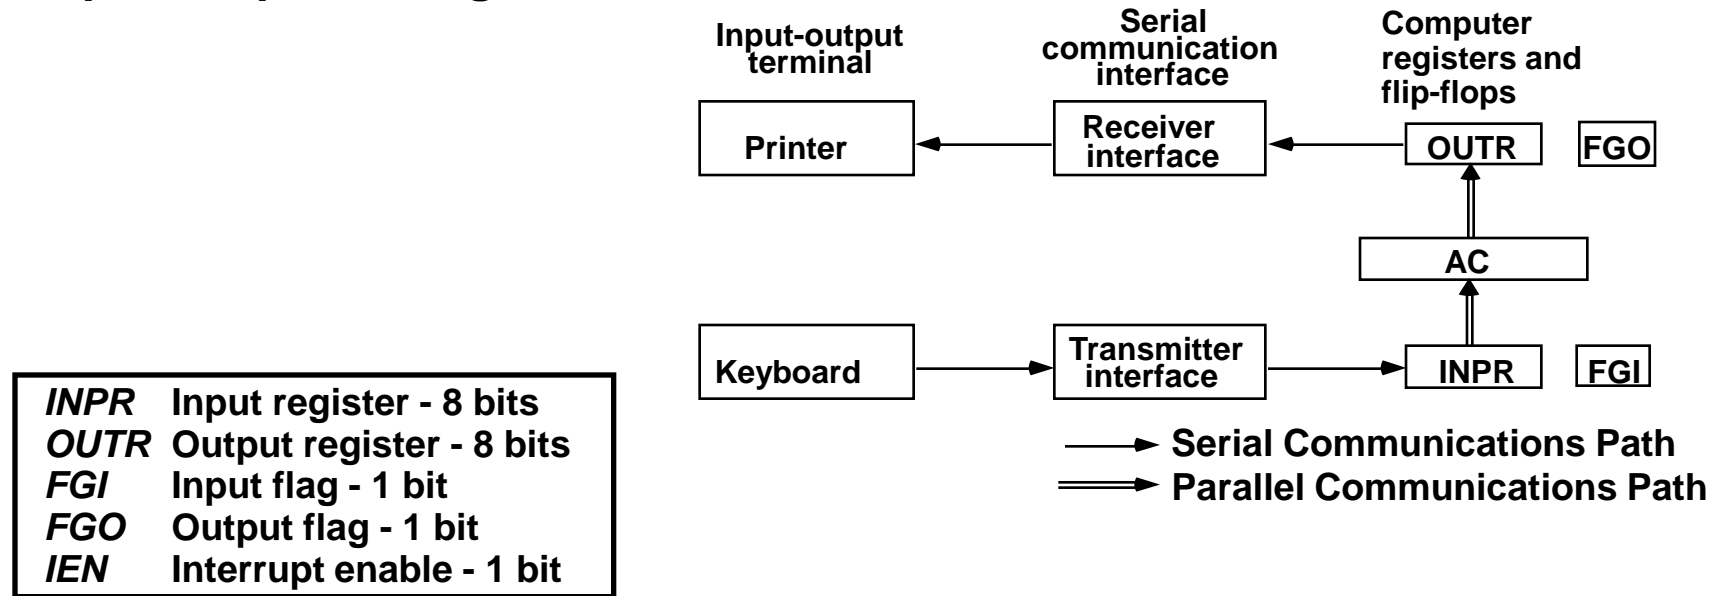 Input-output
terminal
Serial
communication
interface
Computer
registers and
flip-flops
Printer
Receiver
interface
OUTR
FGO
AC
Keyboard
Transmitter
interface
INPR
FGI
Serial Communications Path
Parallel Communications Path
INPR Input register - 8 bits
OUTR Output register - 8 bits
FGI Input flag - 1 bit
FGO Output flag - 1 bit
IEN Interrupt enable - 1 bit